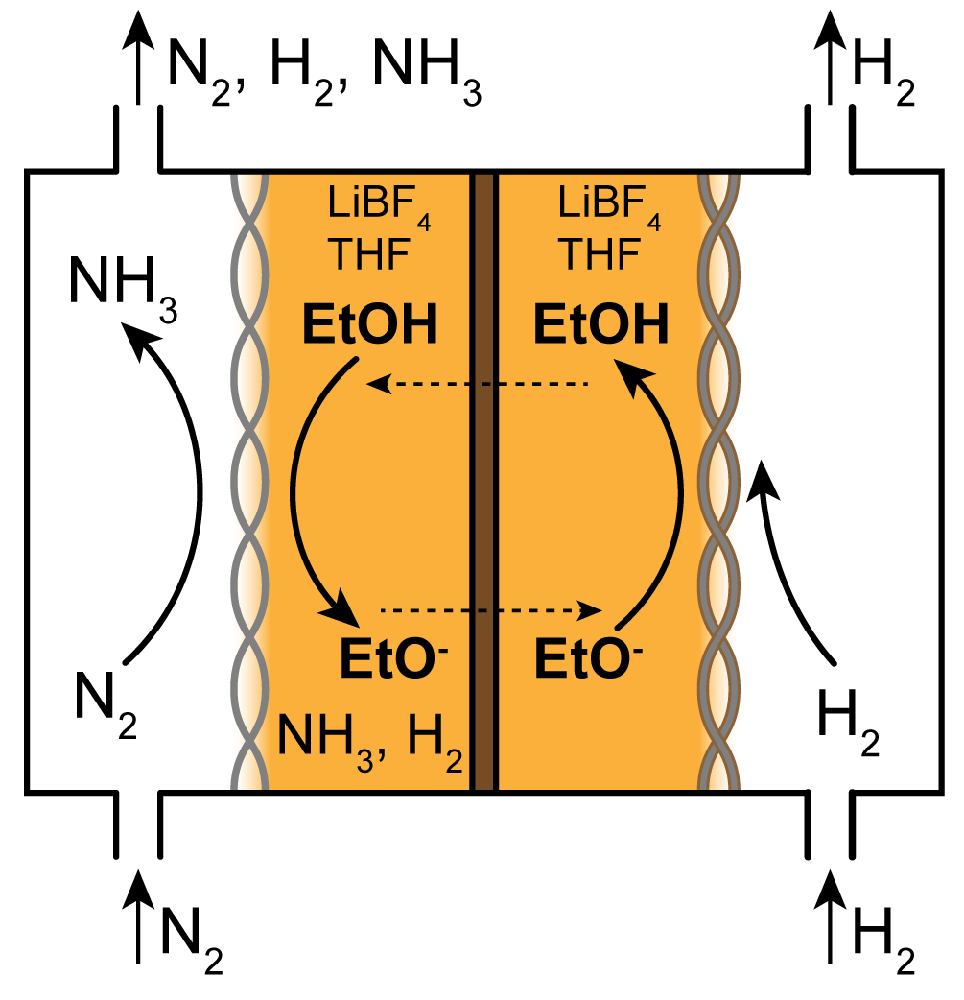 N₂, H₂, NH₃
H₂
LiBF₄
THF
EtOH
LiBF₄
THF
EtOH
NH₃
N₂
EtO⁻
NH₃, H₂
EtO⁻
H₂
N₂
H₂